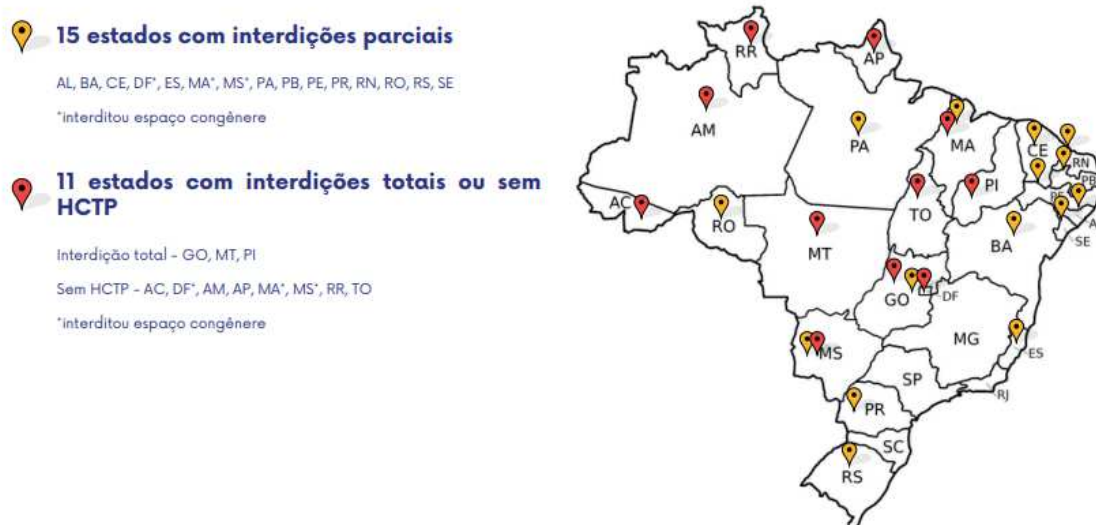 15 estados com interdições parciais
AL, BA, CE, DF*, ES, MA*, MS*, PA, PB, PE, PR, RN, RO, RS, SE
*interditou espaço congênere
11 estados com interdições totais ou sem
HCTP
Interdição total - GO, MT, PI
Sem HCTP - AC, DF*, AM, AP, MA*, MS*, RR, TO
*interditou espaço congênere
RR
AP
AM
PA
MA
CE
RN
PB
PI
PE
AC
TO
A
RO
SE
BA
MT
GO
DF
MG
MS
ES
SP
RJ
PR
SC
RS